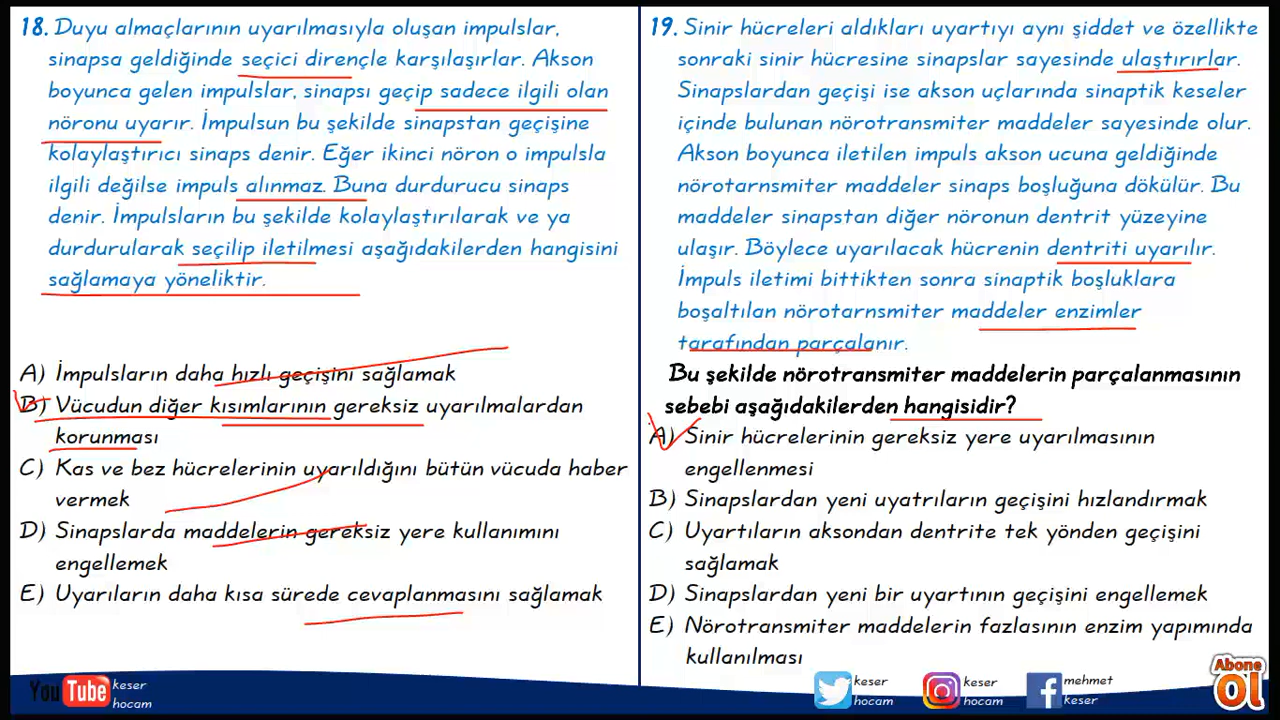 18. Duyu almaçlarının uyarılmasıyla oluşan impulslar,
sinapsa geldiğinde seçici dirençle karşılaşırlar. Akson
boyunca gelen impulslar, sinapsı geçip sadece ilgili olan
nöronu uyarır. İmpulsun bu şekilde sinapstan geçişine
kolaylaştırıcı sinaps denir. Eğer ikinci nöron o impulsla
ilgili değilse impuls alınmaz. Buna durdurucu sinaps
denir. İmpulsların bu şekilde kolaylaştırılarak ve ya
durdurularak seçilip iletilmesi aşağıdakilerden hangisini
sağlamaya yöneliktir.
A) İmpulsların daha hızlı geçişini sağlamak
B) Vücudun diğer kısımlarının gereksiz uyarılmalardan
korunması
C) Kas ve bez hücrelerinin uyarıldığını bütün vücuda haber
vermek
D) Sinapslarda maddelerin gereksiz yere kullanımını
engellemek
E) Uyarıların daha kısa sürede cevaplanmasını sağlamak
19. Sinir hücreleri aldıkları uyartıyı aynı şiddet ve özellikte
sonraki sinir hücresine sinapslar sayesinde ulaştırırlar.
Sinapslardan geçişi ise akson uçlarında sinaptik keseler
içinde bulunan nörotransmiter maddeler sayesinde olur.
Akson boyunca iletilen impuls akson ucuna geldiğinde
nörotarnsmiter maddeler sinaps boşluğuna dökülür. Bu
maddeler sinapstan diğer nöronun dentrit yüzeyine
ulaşır. Böylece uyarılacak hücrenin dentriti uyarılır.
İmpuls iletimi bittikten sonra sinaptik boşluklara
boşaltılan nörotarnsmiter maddeler enzimler
tarafından parçalanır.
Bu şekilde nörotransmiter maddelerin parçalanmasının
sebebi aşağıdakilerden hangisidir?
A) Sinir hücrelerinin gereksiz yere uyarılmasının
engellenmesi
B) Sinapslardan yeni uyatrıların geçişini hızlandırmak
C) Uyartıların aksondan dentrite tek yönden geçişini
sağlamak
D) Sinapslardan yeni bir uyartının geçişini engellemek
E) Nörotransmiter maddelerin fazlasının enzim yapımında
kullanılması
You Tube keser
hocam
keser
hocam
keser
hocam
mehmet
keser
Abone
OL